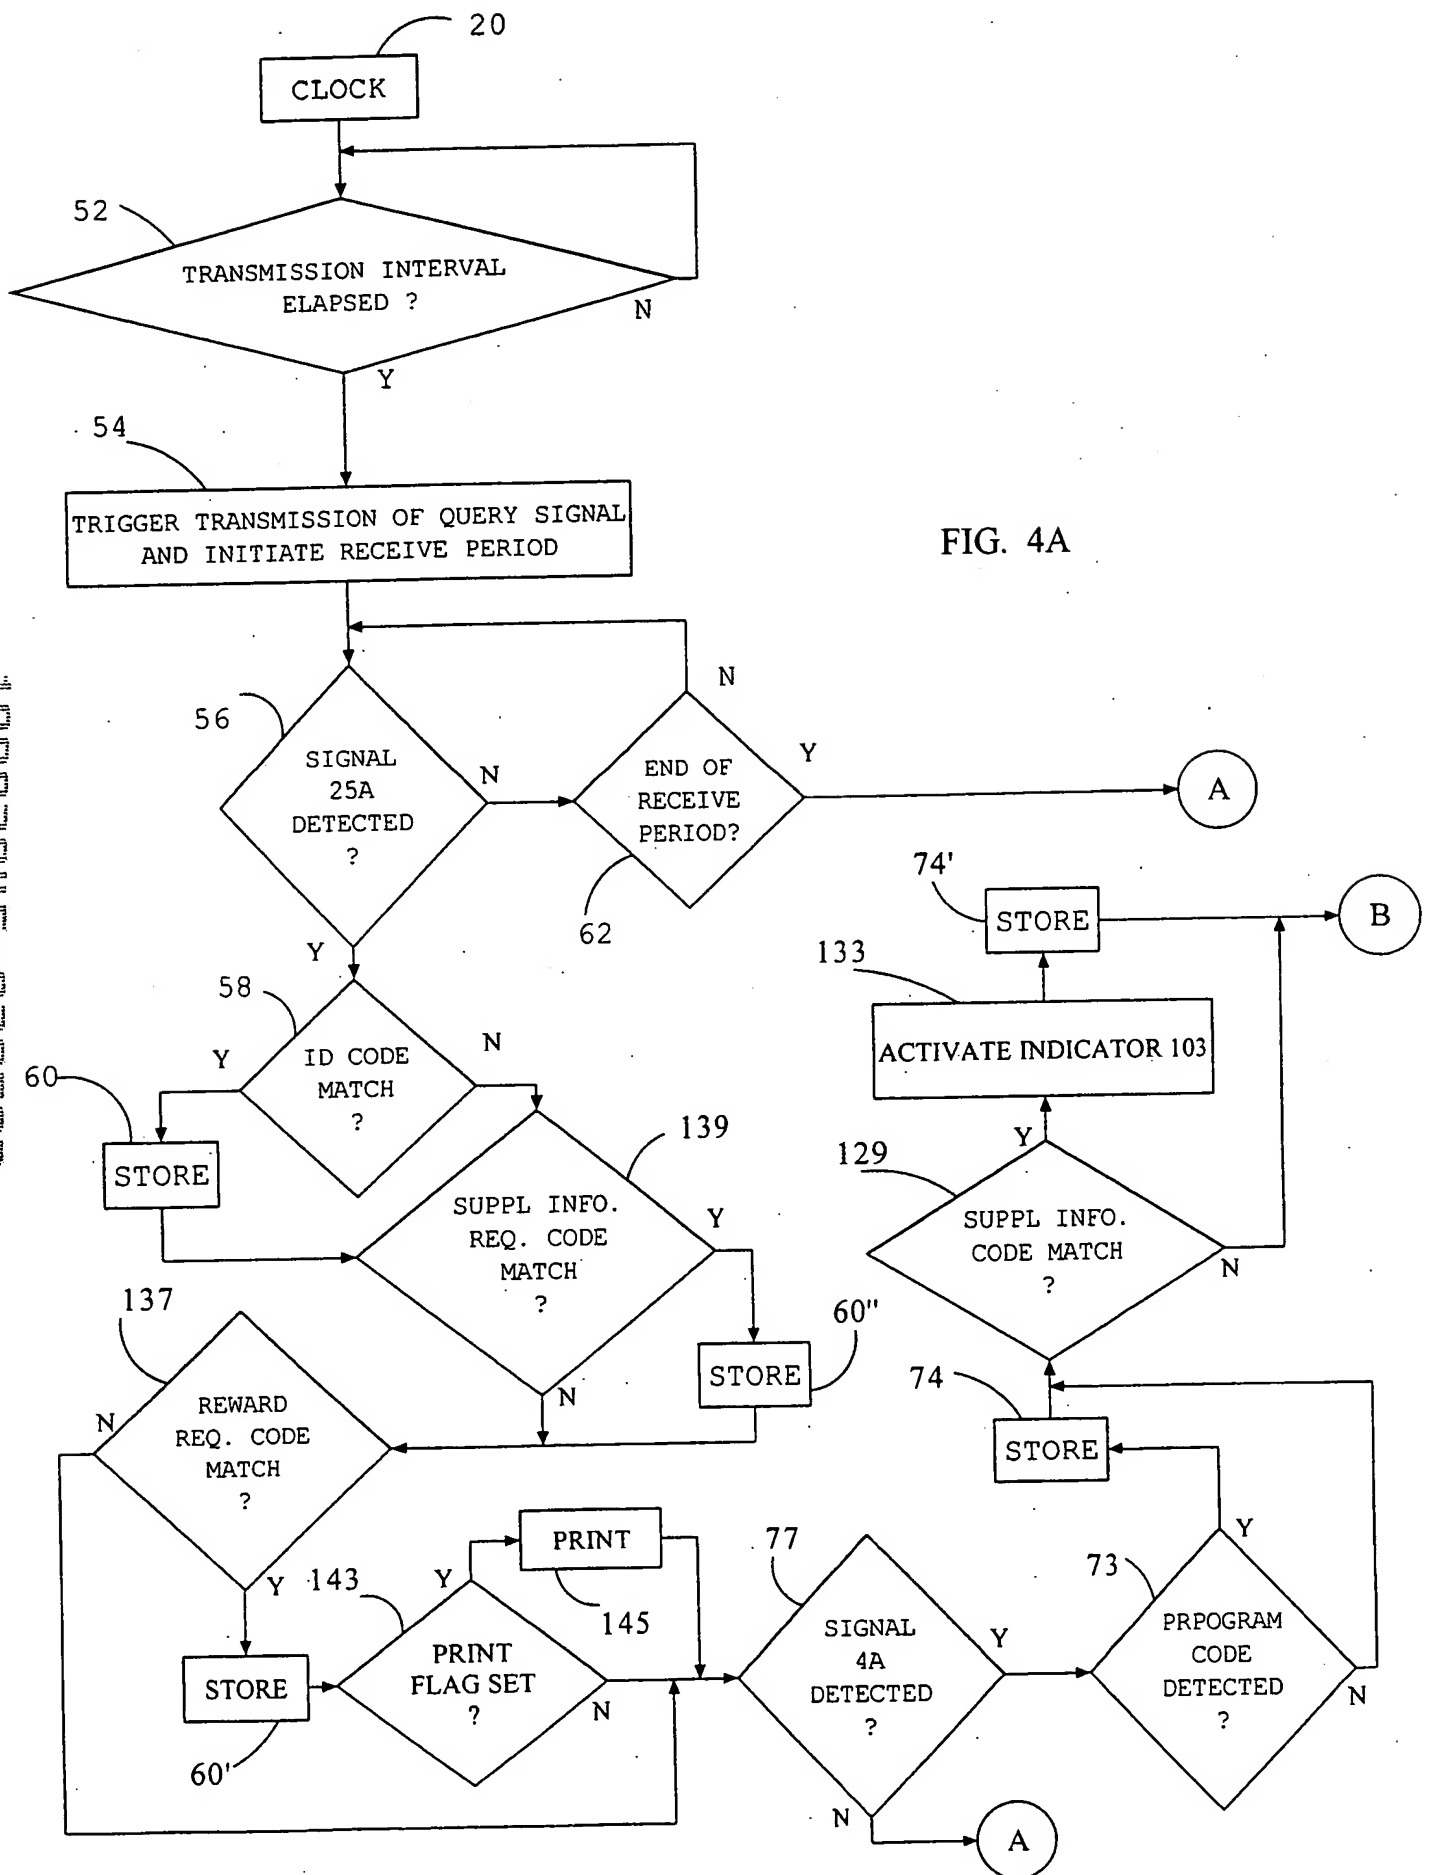 20
CLOCK
52
TRANSMISSION INTERVAL
ELAPSED ?
N
Y
54
TRIGGER TRANSMISSION OF QUERY SIGNAL
AND INITIATE RECEIVE PERIOD
FIG. 4A
56
SIGNAL
25A
DETECTED
?
N
Y
END OF
RECEIVE
PERIOD?
N
Y
62
A
74'
STORE
B
133
ACTIVATE INDICATOR 103
58
ID CODE
MATCH
?
Y
N
60
STORE
139
SUPPL INFO.
REQ. CODE
MATCH
?
Y
N
60"
STORE
129
Y
SUPPL INFO.
CODE MATCH
?
N
74
STORE
137
REWARD
REQ. CODE
MATCH
?
N
Y
STORE
60'
143
Y
PRINT
FLAG SET
?
N
PRINT
145
77
SIGNAL
4A
DETECTED
?
Y
N
A
73
Y
PRPOGRAM
CODE
DETECTED
?
N